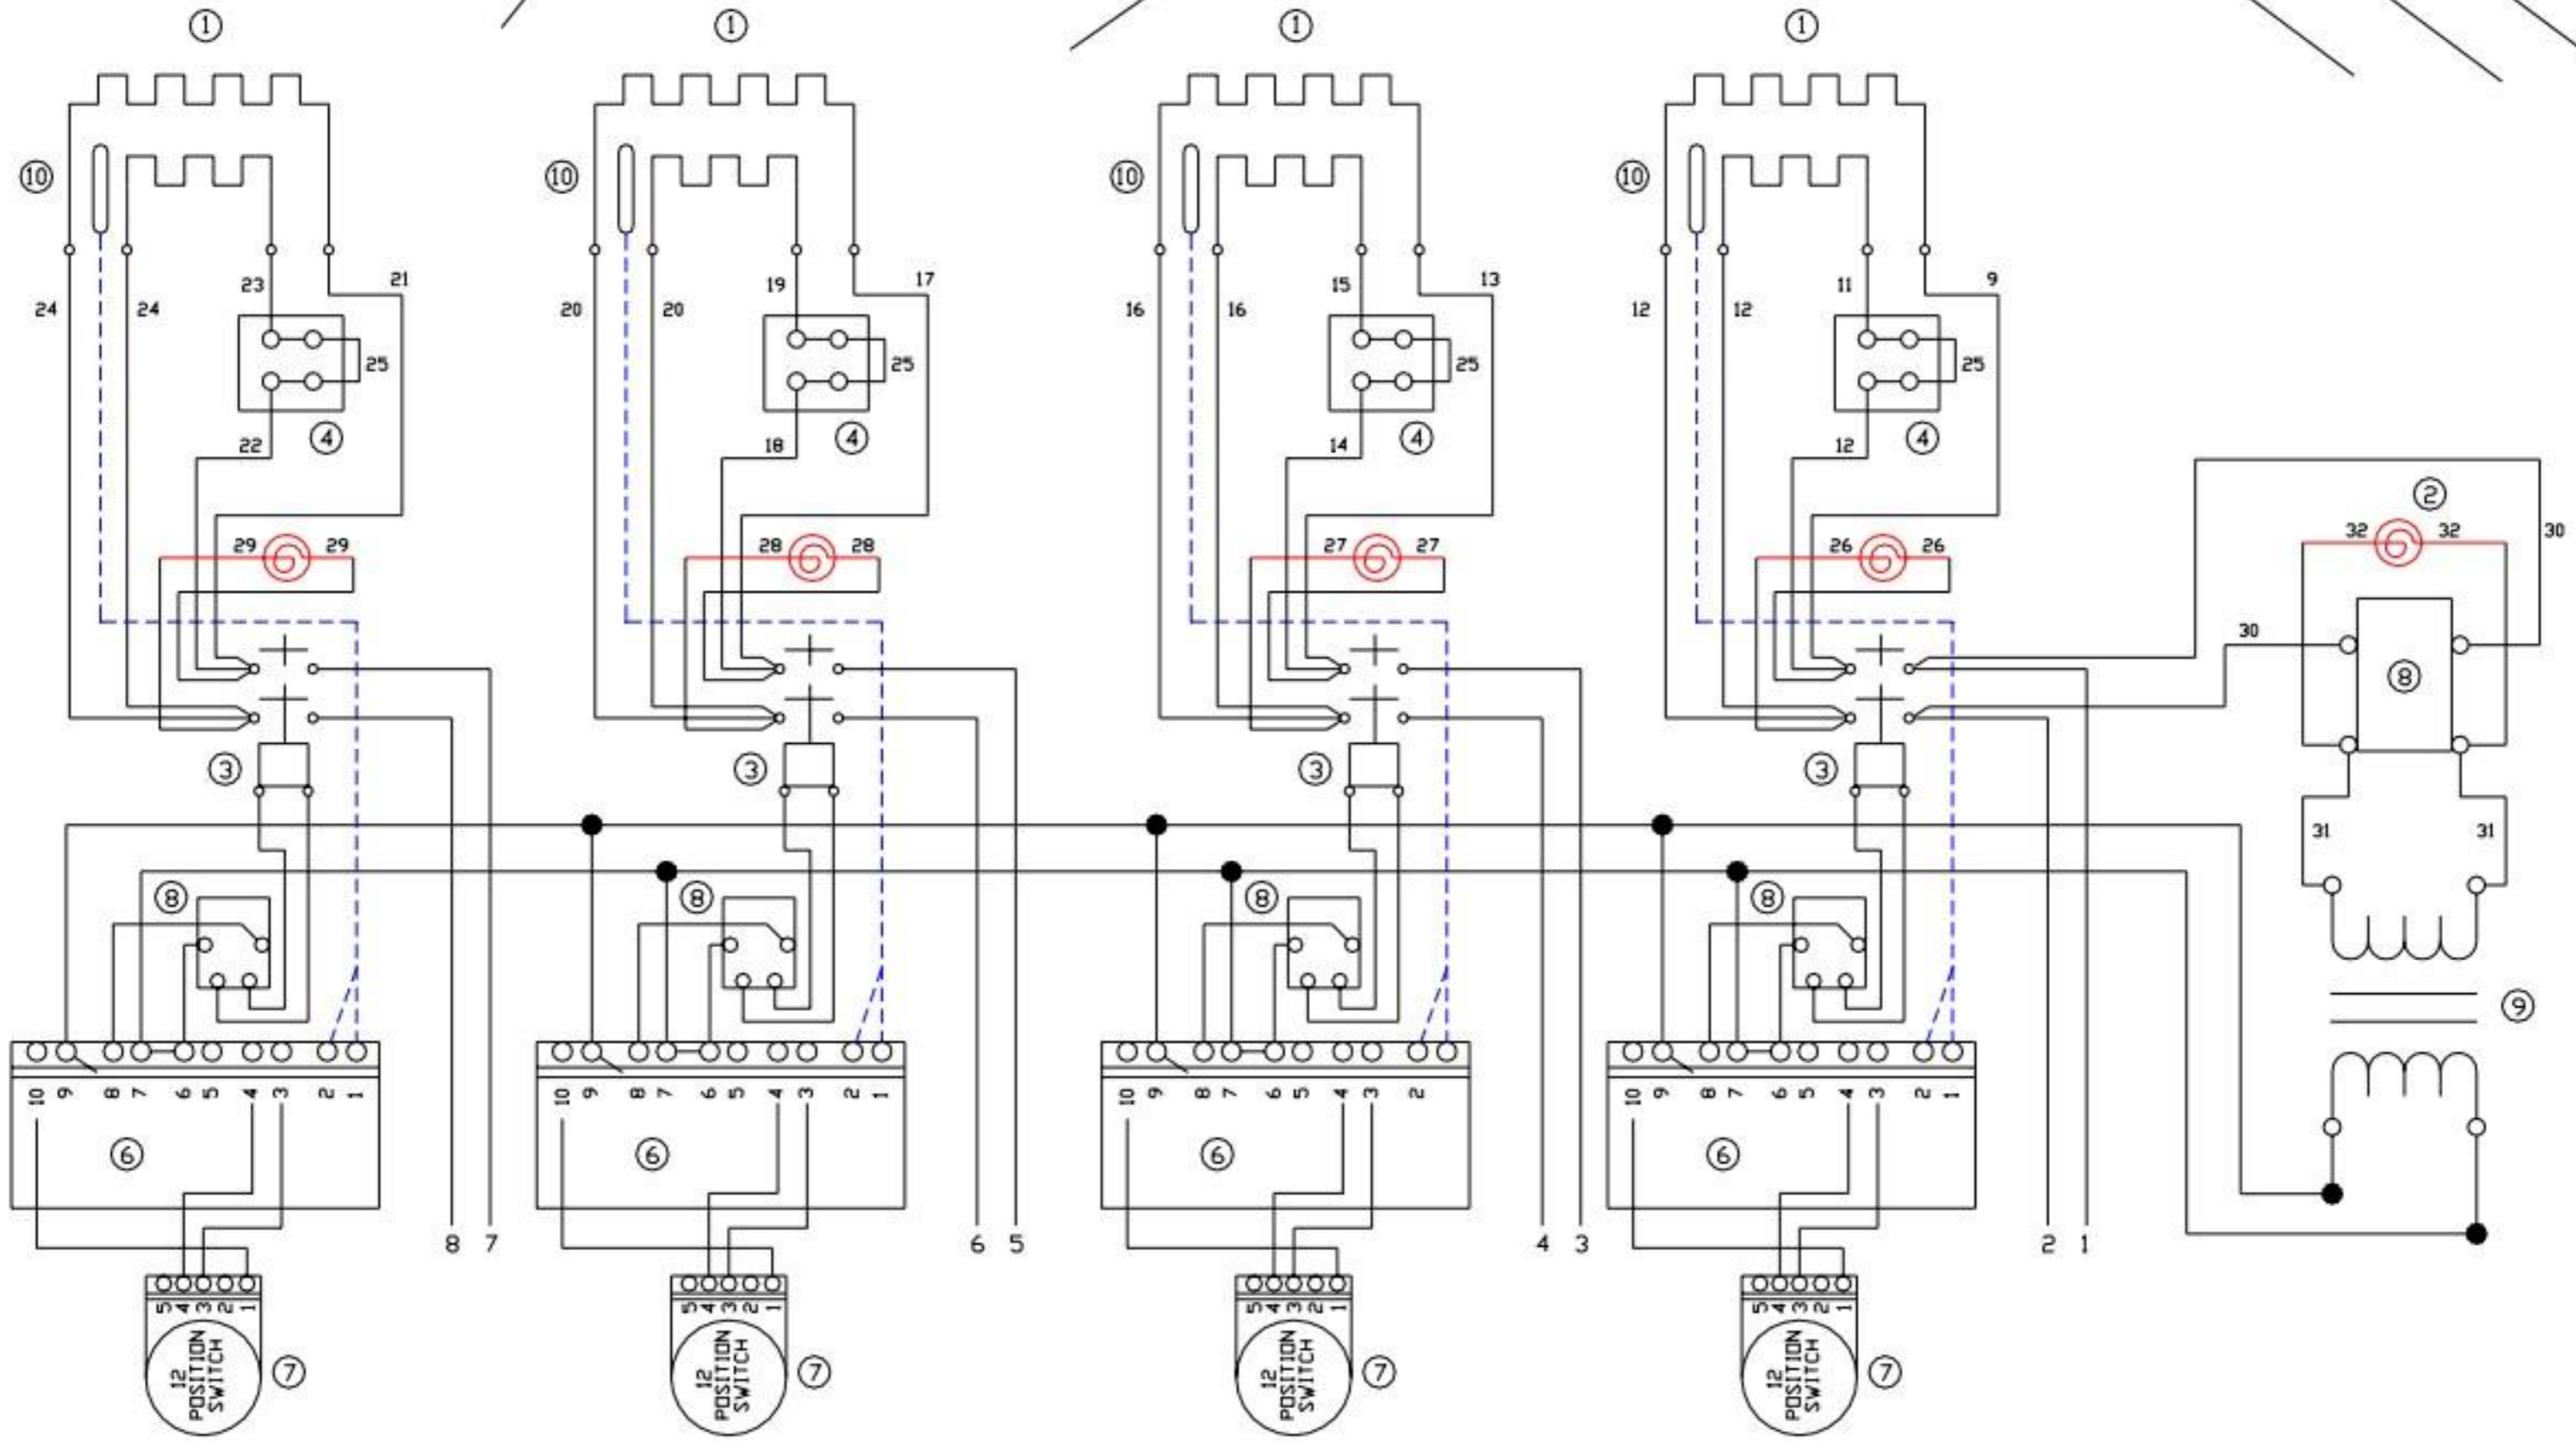 1 1 1 1
10 10 10 10
23 21 19 17 15 13 11 9
24 24 20 20 16 16 12 12
25 25 25 25
22 4 18 4 14 4 12 4
2
29 29 28 28 27 27 26 26 32 32 30
30
8
3 3 3 3
31 31
8 8 8 8
9
10 9 8 7 6 5 4 3 2 1
10 9 8 7 6 5 4 3 2 1
10 9 8 7 6 5 4 3 2
10 9 8 7 6 5 4 3 2 1
6 6 6 6
8 7 6 5 4 3 2 1
5 4 3 2 1
5 4 3 2 1
5 4 3 2 1
5 4 3 2 1
12
POSITION
SWITCH
7
12
POSITION
SWITCH
7
12
POSITION
SWITCH
7
12
POSITION
SWITCH
7